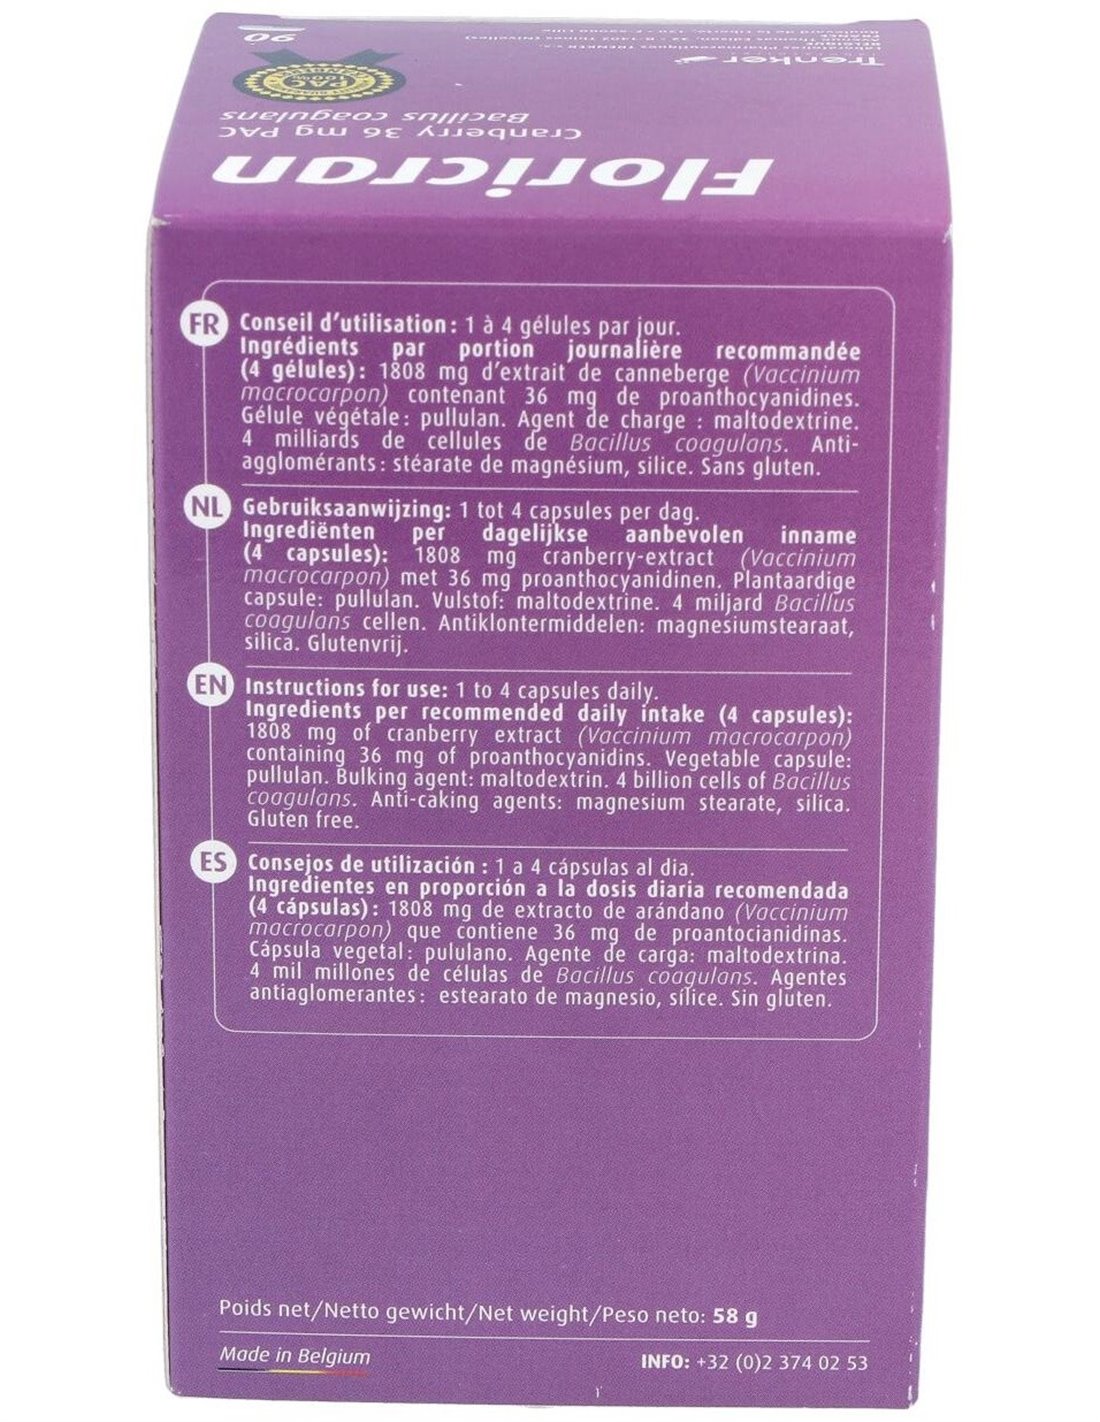 Trenker
90
PAC
100%
Bacillus coagulans
Cranberry 36 mg PAC
Floricran
FR
Conseil d'utilisation : 1 à 4 gélules par jour.
Ingrédients par portion journalière recommandée
(4 gélules) : 1808 mg d'extrait de canneberge (Vaccinium
macrocarpon) contenant 36 mg de proanthocyanidines.
Gélule végétale : pullulan. Agent de charge : maltodextrine.
4 milliards de cellules de Bacillus coagulans. Anti-
agglomérants : stéarate de magnésium, silice. Sans gluten.
NL
Gebruiksaanwijzing: 1 tot 4 capsules per dag.
Ingrediënten per dagelijkse aanbevolen inname
(4 capsules): 1808 mg cranberry-extract (Vaccinium
macrocarpon) met 36 mg proanthocyanidinen. Plantaardige
capsule: pullulan. Vulstof: maltodextrine. 4 miljard Bacillus
coagulans cellen. Antiklontermiddelen: magnesiumstearaat,
silica. Glutenvrij.
EN
Instructions for use: 1 to 4 capsules daily.
Ingredients per recommended daily intake (4 capsules):
1808 mg of cranberry extract (Vaccinium macrocarpon)
containing 36 mg of proanthocyanidins. Vegetable capsule:
pullulan. Bulking agent: maltodextrin. 4 billion cells of Bacillus
coagulans. Anti-caking agents: magnesium stearate, silica.
Gluten free.
ES
Consejos de utilización : 1 a 4 cápsulas al dia.
Ingredientes en proporción a la dosis diaria recomendada
(4 cápsulas) : 1808 mg de extracto de arándano (Vaccinium
macrocarpon) que contiene 36 mg de proantocianidinas.
Cápsula vegetal : pululano. Agente de carga: maltodextrina.
4 mil millones de células de Bacillus coagulans. Agentes
antiaglomerantes : estearato de magnesio, sílice. Sin gluten.
Poids net/Netto gewicht/Net weight/Peso neto: 58 g
Made in Belgium
INFO: +32 (0)2 374 02 53